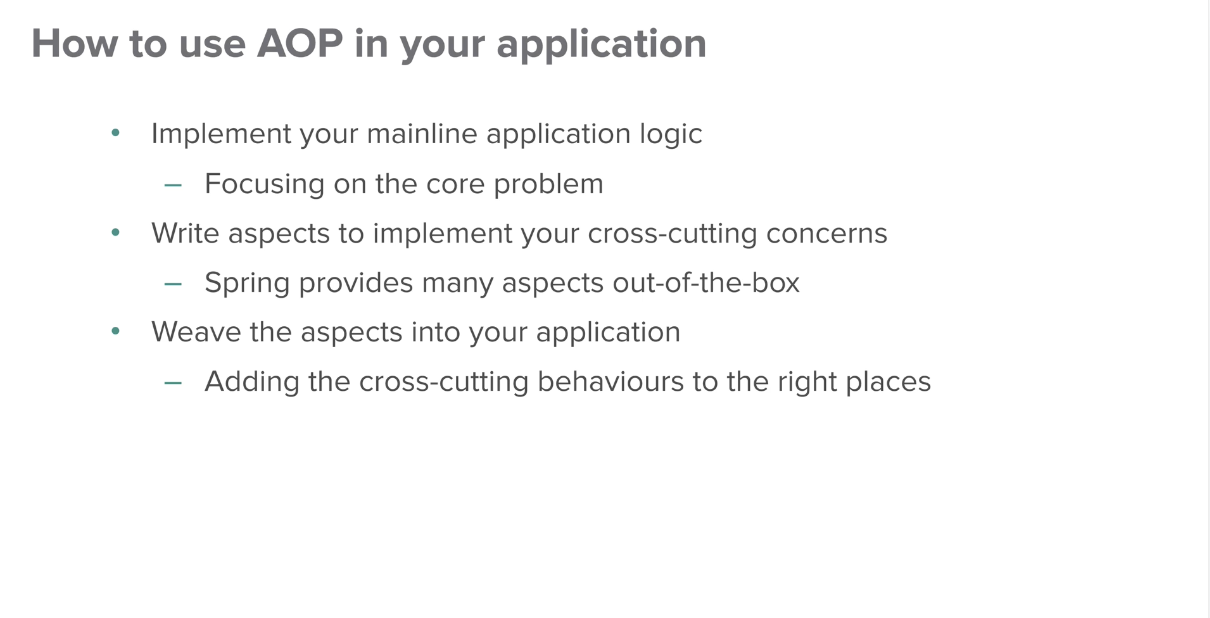 How to use AOP in your application
• Implement your mainline application logic
– Focusing on the core problem
• Write aspects to implement your cross-cutting concerns
– Spring provides many aspects out-of-the-box
• Weave the aspects into your application
– Adding the cross-cutting behaviours to the right places